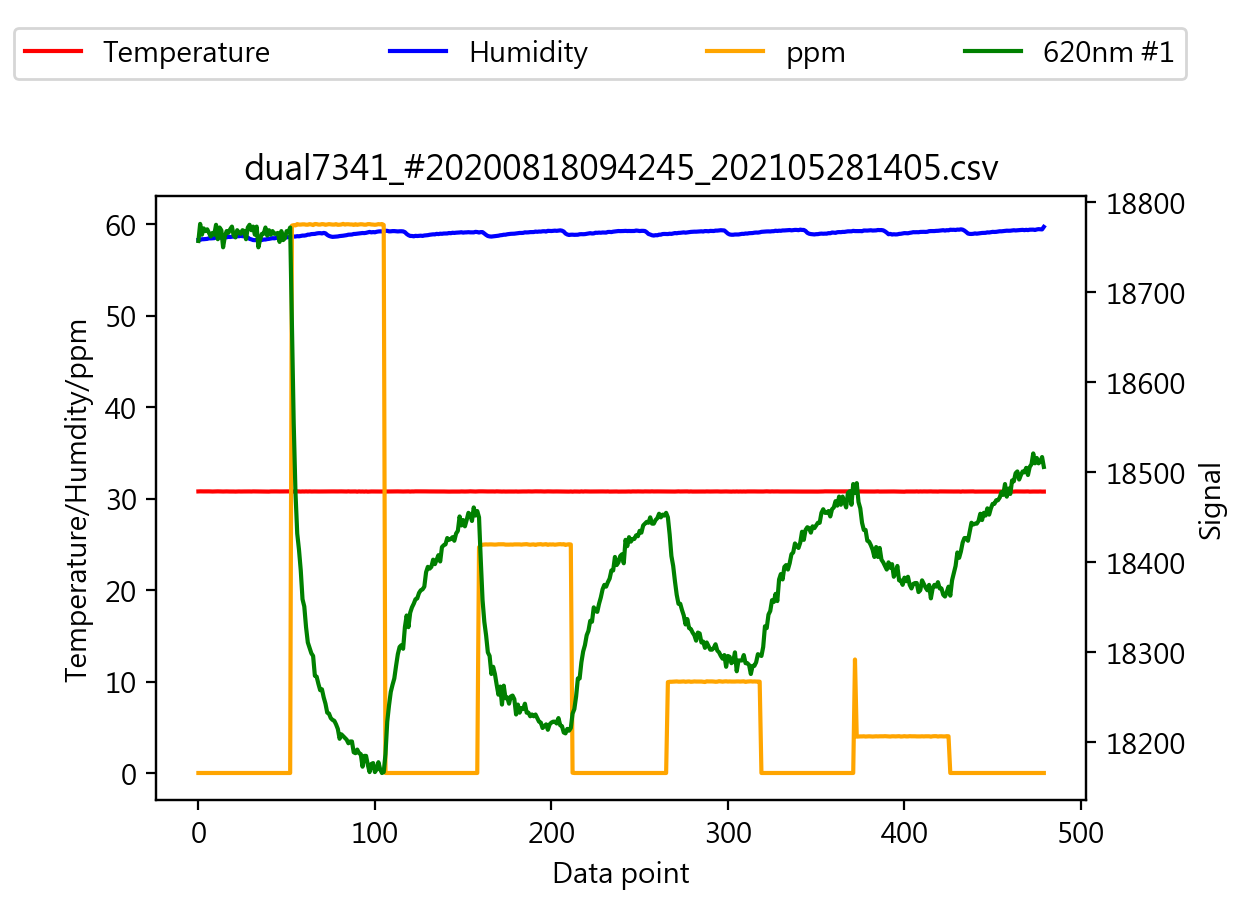 Temperature Humidity ppm 620nm #1
dual7341_#20200818094245_202105281405.csv
Temperature/Humdity/ppm
60
50
40
30
20
10
0
18800
18700
18600
18500
18400
18300
18200
Signal
0 100 200 300 400 500
Data point